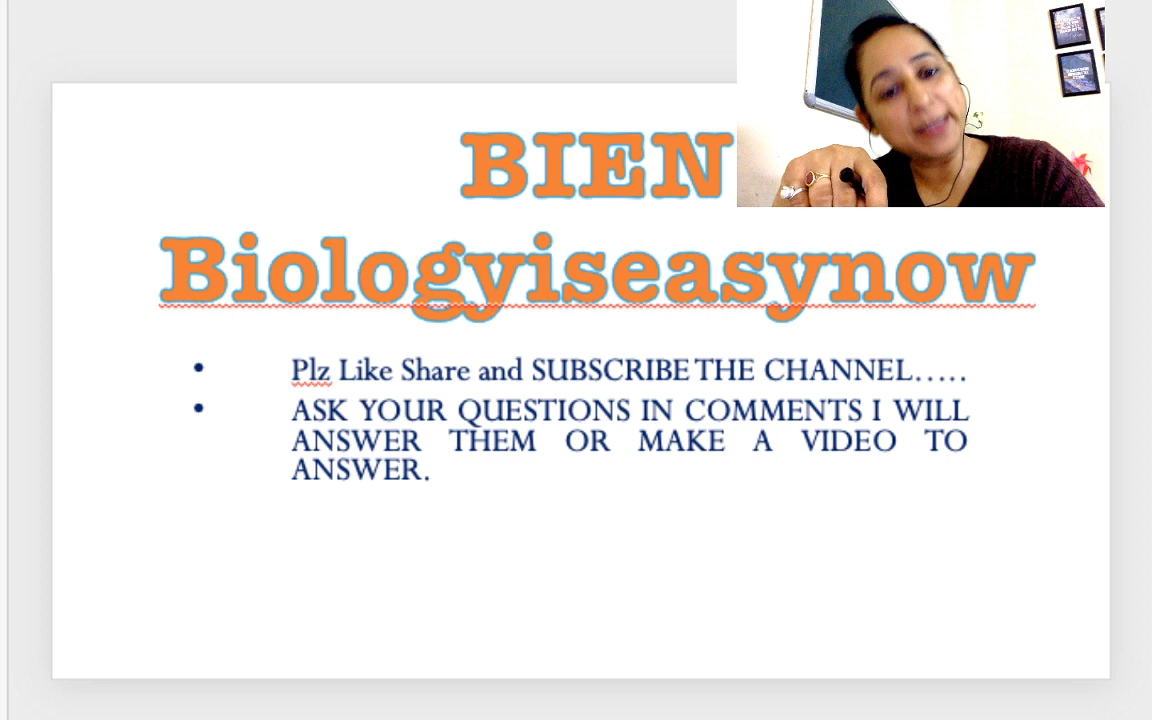 BIEN
Biologyiseasynow
• Plz Like Share and SUBSCRIBE THE CHANNEL.....
• ASK YOUR QUESTIONS IN COMMENTS I WILL
ANSWER THEM OR MAKE A VIDEO TO
ANSWER.